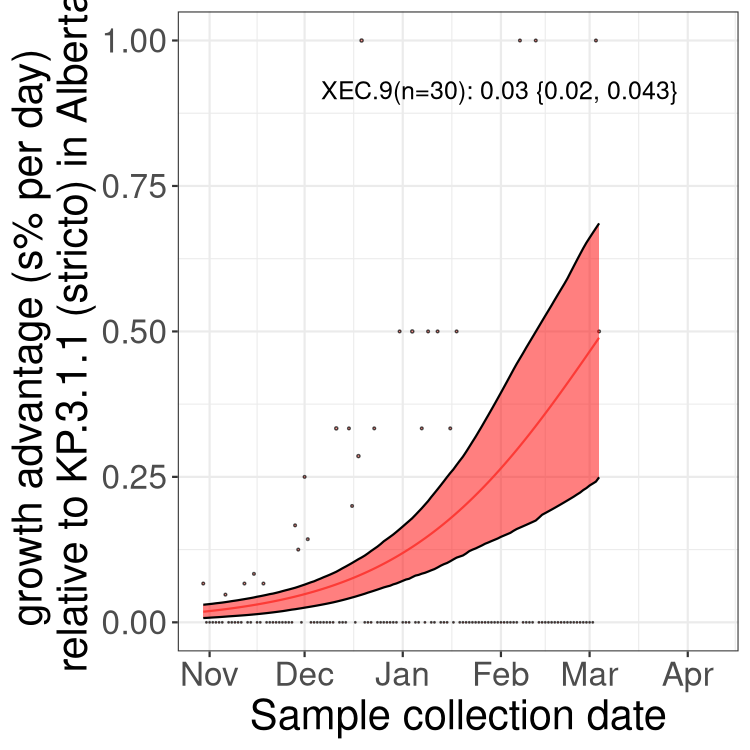 growth advantage (s% per day)
relative to KP.3.1.1 (stricto) in Alberta
1.00
0.75
0.50
0.25
0.00
XEC.9(n=30): 0.03 {0.02, 0.043}
Nov Dec Jan Feb Mar Apr
Sample collection date